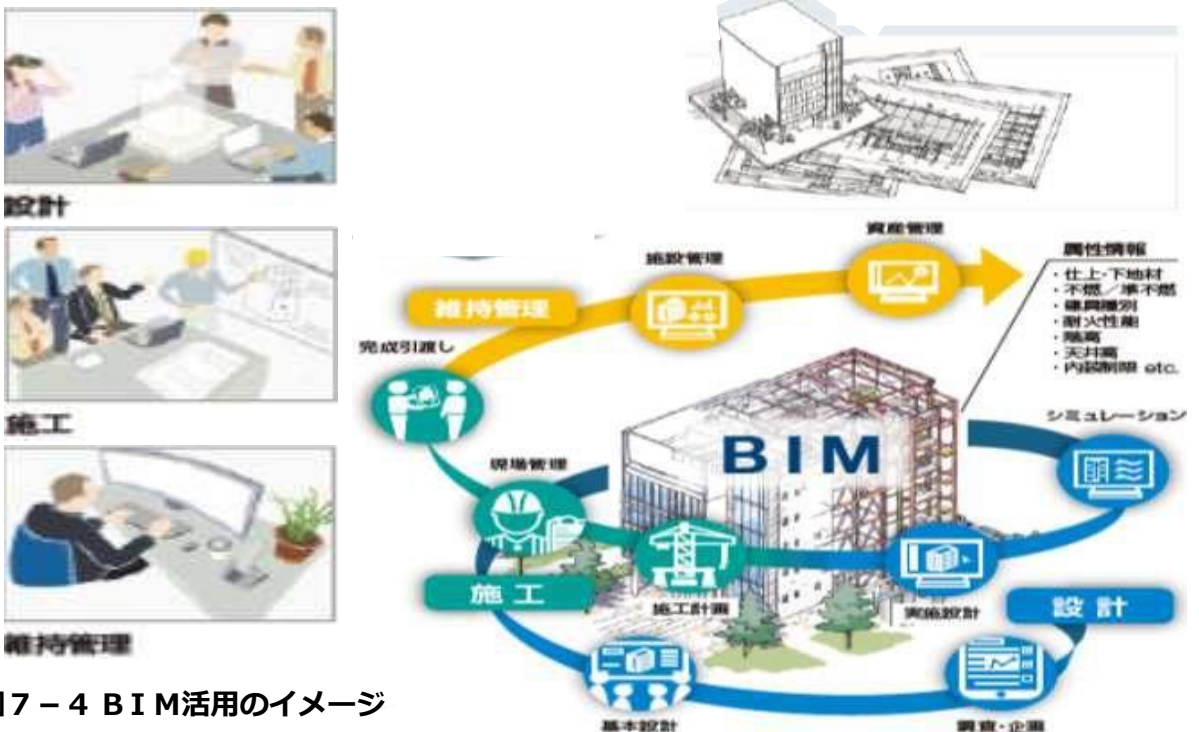 設計
施工
維持管理
7－4 ＢＩＭ活用のイメージ
資産管理
施設管理
維持管理
完成引渡し
属性情報
・仕上・下地材
・不燃／準不燃
・建具種別
・耐火性能
・階高
・天井高
・内装制限 etc.
シミュレーション
BIM
現場管理
施工
施工計画
実施設計
設計
基本設計
調査・企画